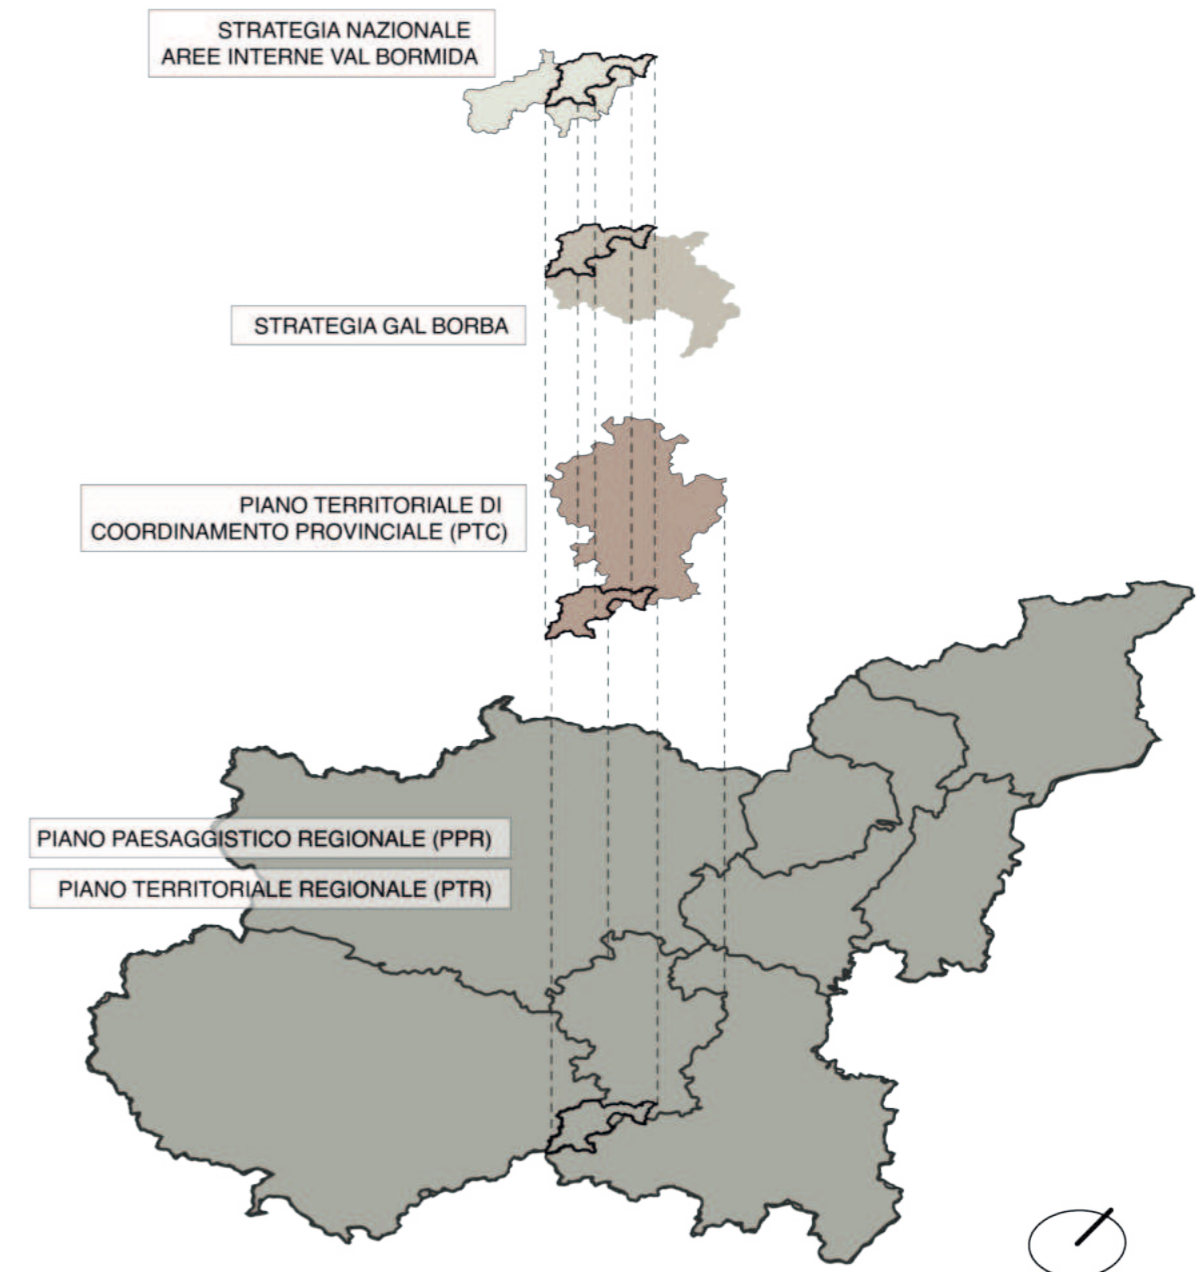 STRATEGIA NAZIONALE
AREE INTERNE VAL BORMIDA
STRATEGIA GAL BORBA
PIANO TERRITORIALE DI
COORDINAMENTO PROVINCIALE (PTC)
PIANO PAESAGGISTICO REGIONALE (PPR)
PIANO TERRITORIALE REGIONALE (PTR)